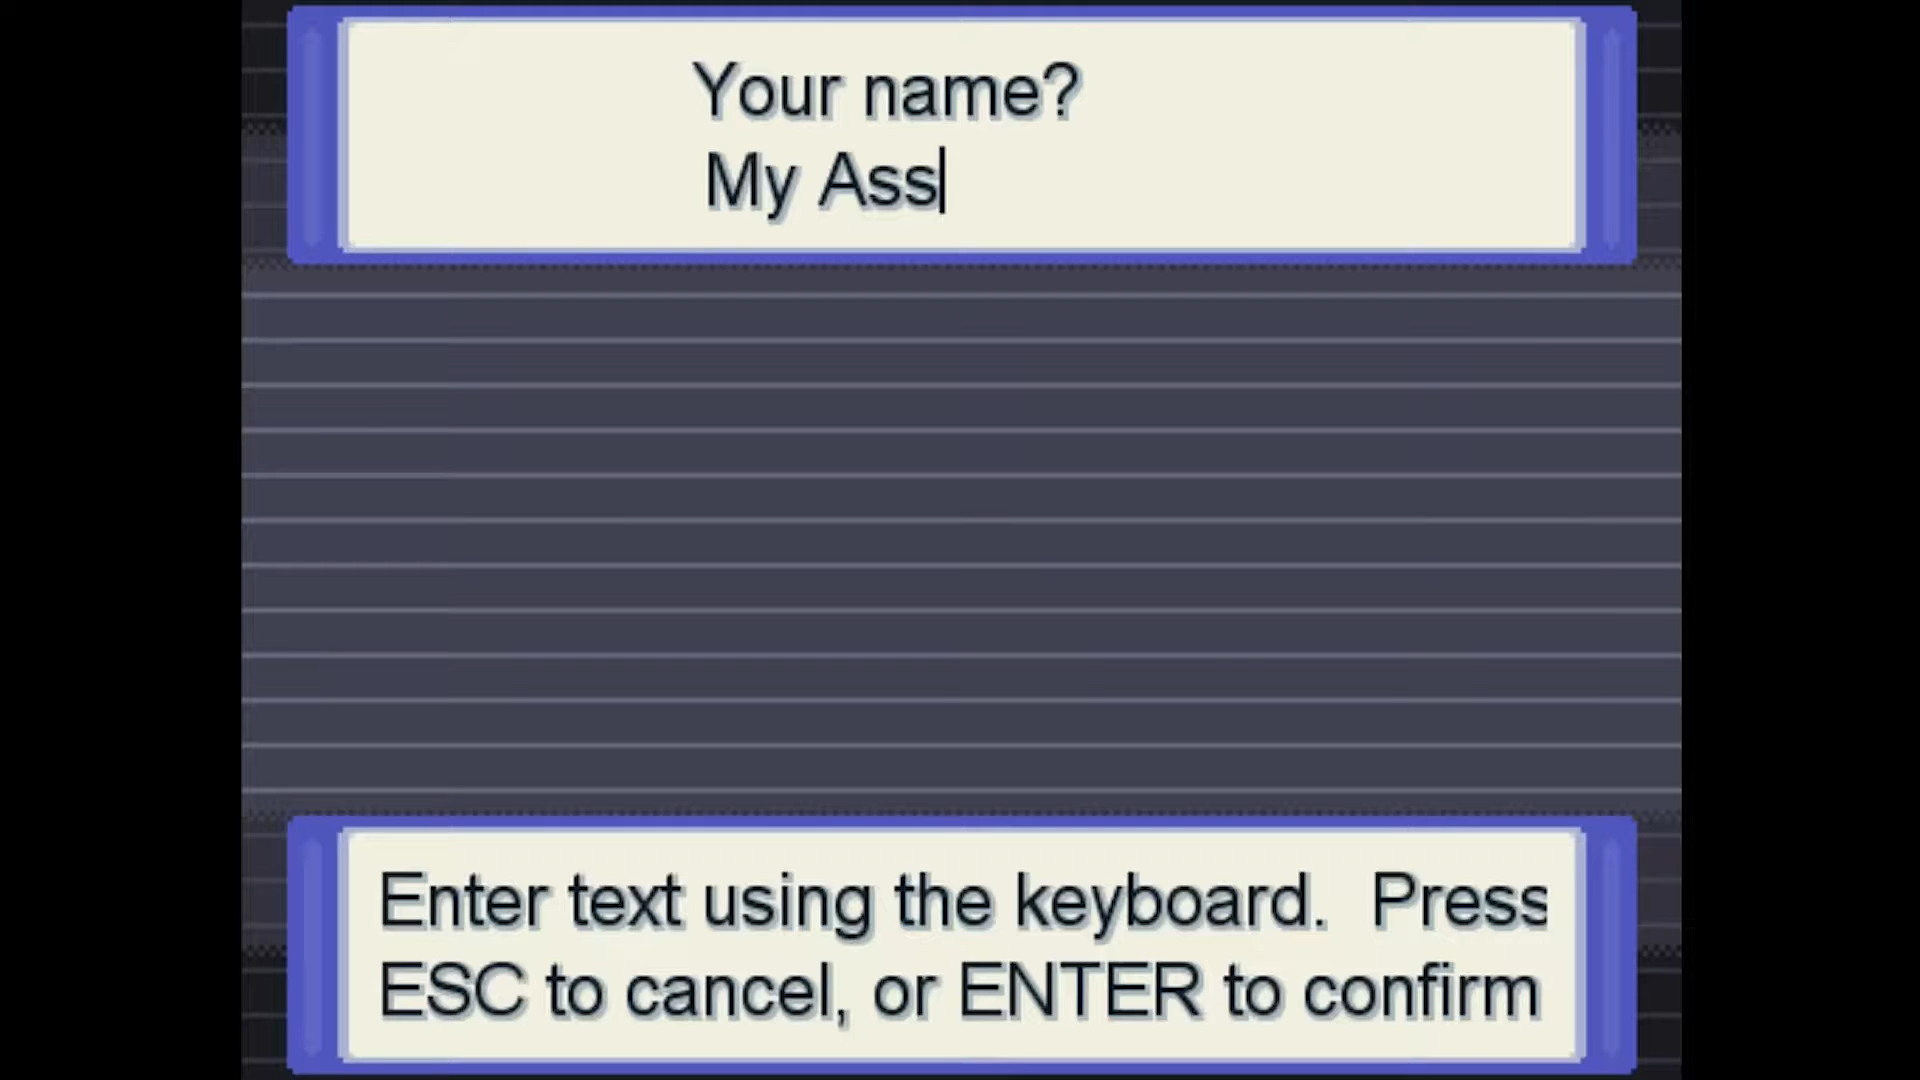 Your name?
My Ass
Enter text using the keyboard. Press
ESC to cancel, or ENTER to confirm